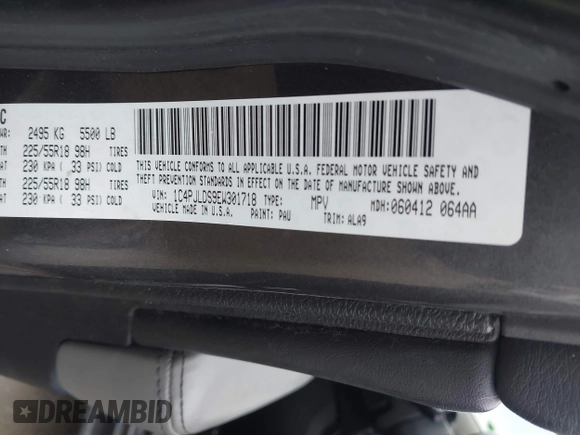 C
WR: 2495 KG 5500 LB
TH 225/55R18 98H TIRES
AT 230 KPA ( 33 PSI) COLD
TH 225/55R18 98H TIRES
AT 230 KPA ( 33 PSI) COLD
THIS VEHICLE CONFORMS TO ALL APPLICABLE U.S.A. FEDERAL MOTOR VEHICLE SAFETY AND
THEFT PREVENTION STANDARDS IN EFFECT ON THE DATE OF MANUFACTURE SHOWN ABOVE.
VIN: 1C4PJLDS9EW301718 TYPE: MPV MDH: 060412 064AA
VEHICLE MADE IN U.S.A. PAINT: PAU TRIM: ALA9
DREAMBID